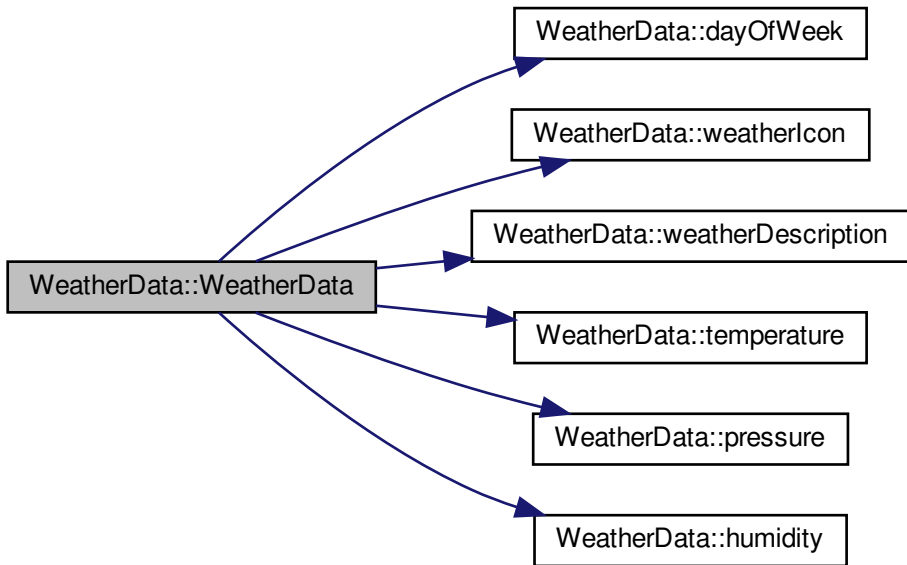 WeatherData::dayOfWeek
WeatherData::weatherIcon
WeatherData::weatherDescription
WeatherData::WeatherData
WeatherData::temperature
WeatherData::pressure
WeatherData::humidity